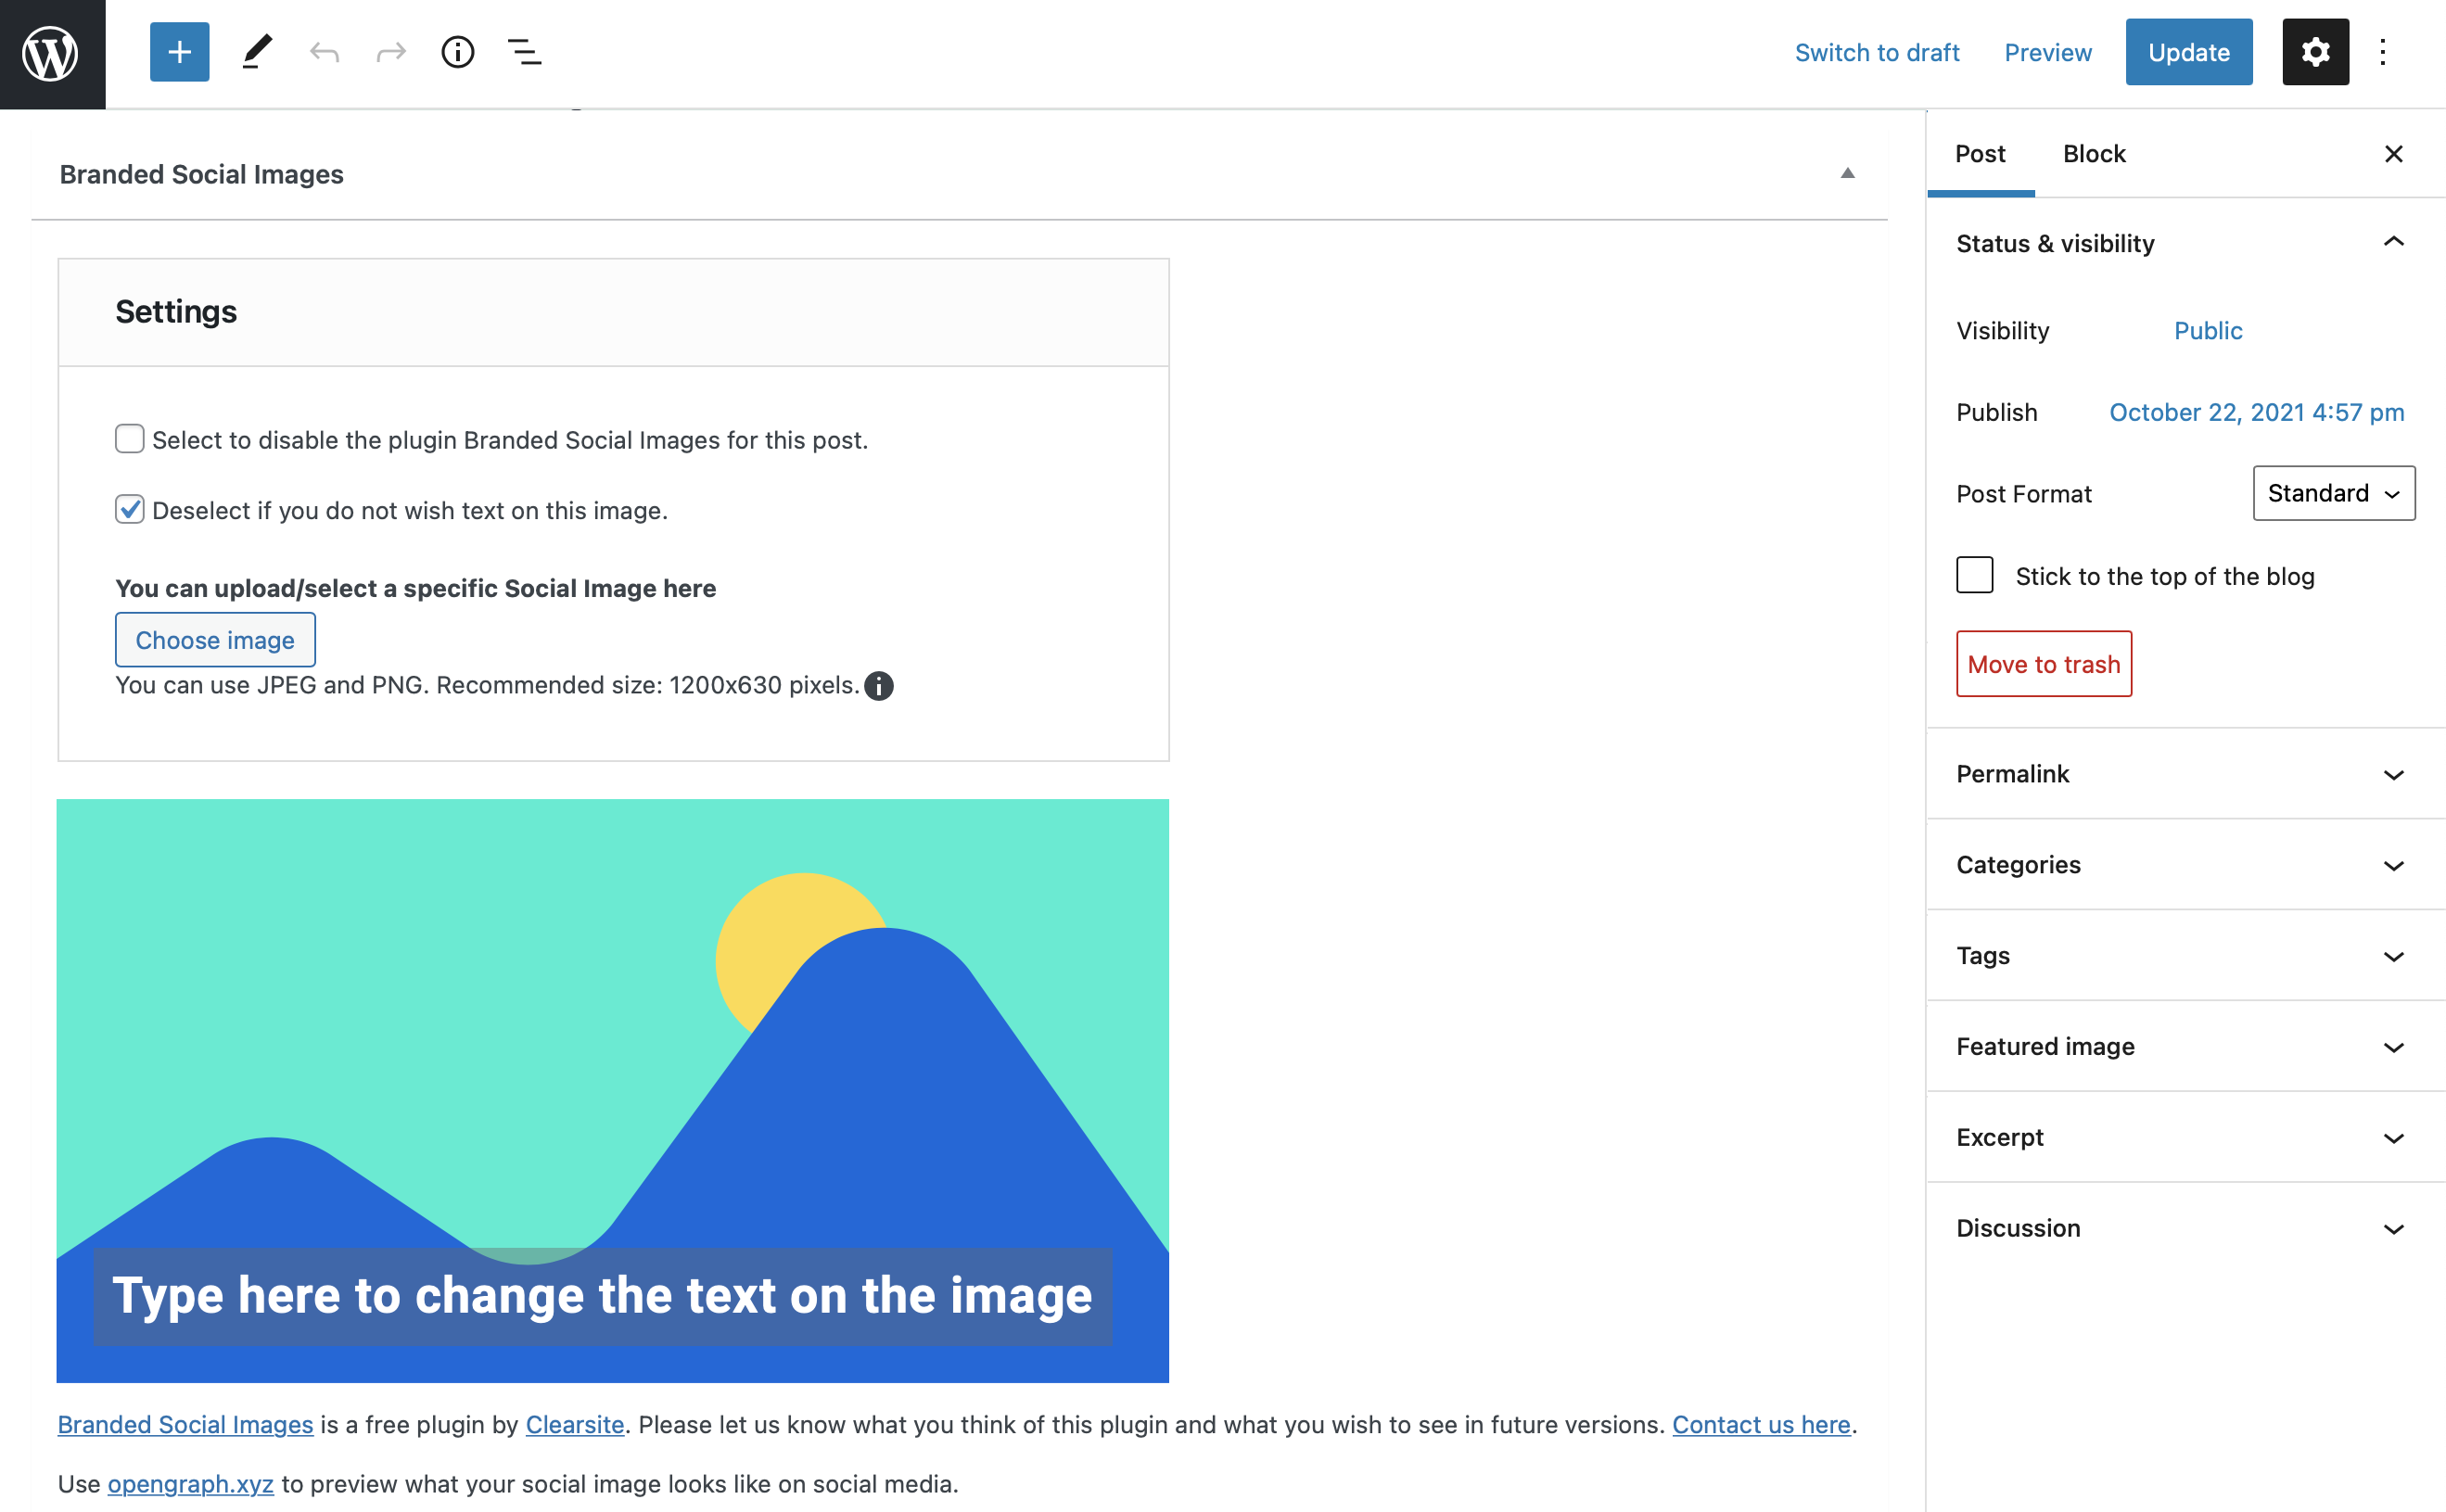 Switch to draft
Preview
Update
Branded Social Images
Settings
Select to disable the plugin Branded Social Images for this post.
Deselect if you do not wish text on this image.
You can upload/select a specific Social Image here
Choose image
You can use JPEG and PNG. Recommended size: 1200x630 pixels.
Type here to change the text on the image
Branded Social Images is a free plugin by Clearsite. Please let us know what you think of this plugin and what you wish to see in future versions. Contact us here.
Use opengraph.xyz to preview what your social image looks like on social media.
Post
Block
Status & visibility
Visibility
Public
Publish
October 22, 2021 4:57 pm
Post Format
Standard
Stick to the top of the blog
Move to trash
Permalink
Categories
Tags
Featured image
Excerpt
Discussion